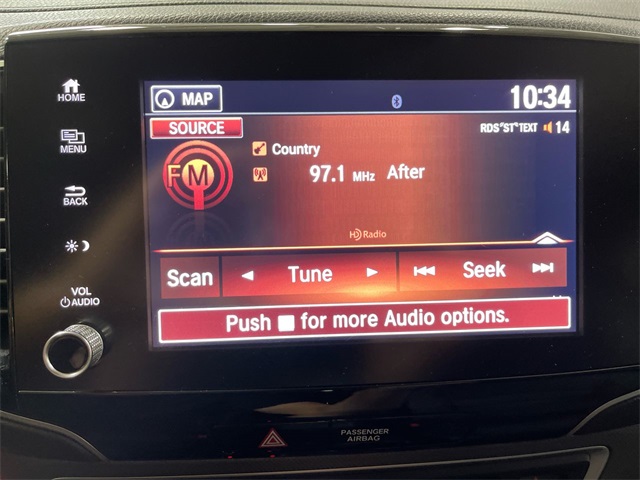 HOME
MENU
BACK
VOL
AUDIO
MAP
10:34
SOURCE
RDS "ST" TEXT 14
Country
FM
97.1 MHz After
HD Radio
Scan
Tune
Seek
Push for more Audio options.
PASSENGER
AIRBAG